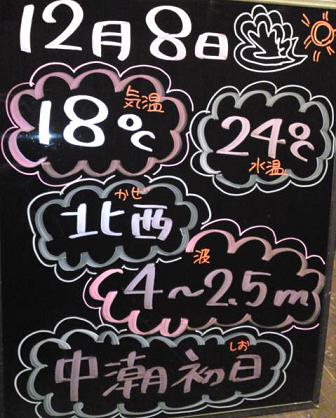 12月8日
気温
18℃
24℃
水温
かぜ
北西
波
4~2.5m
しお
中潮初日